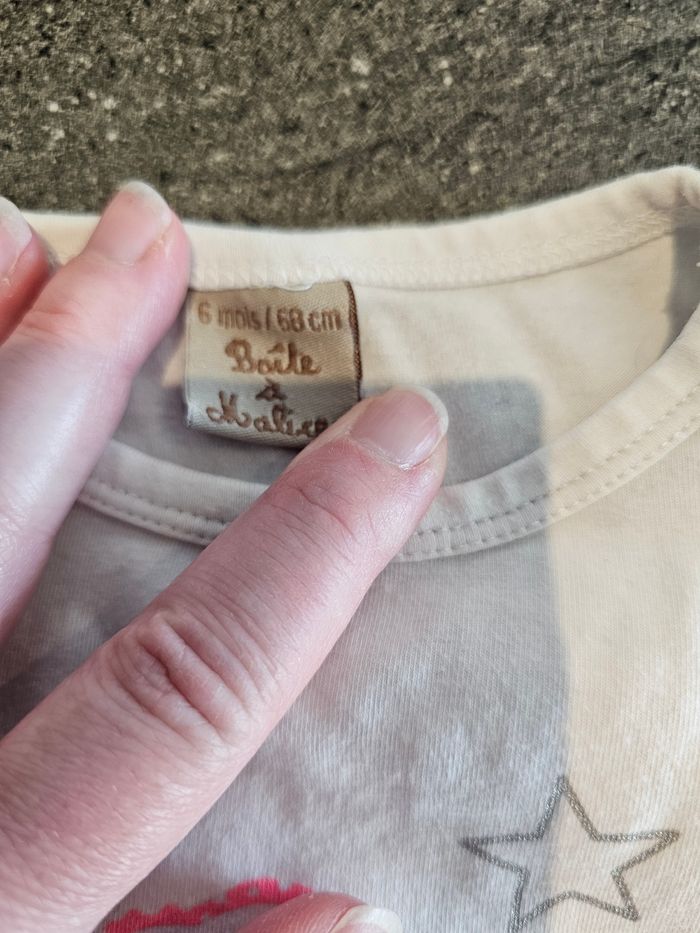 6 mois / 68 cm
Boîte
à
Malice